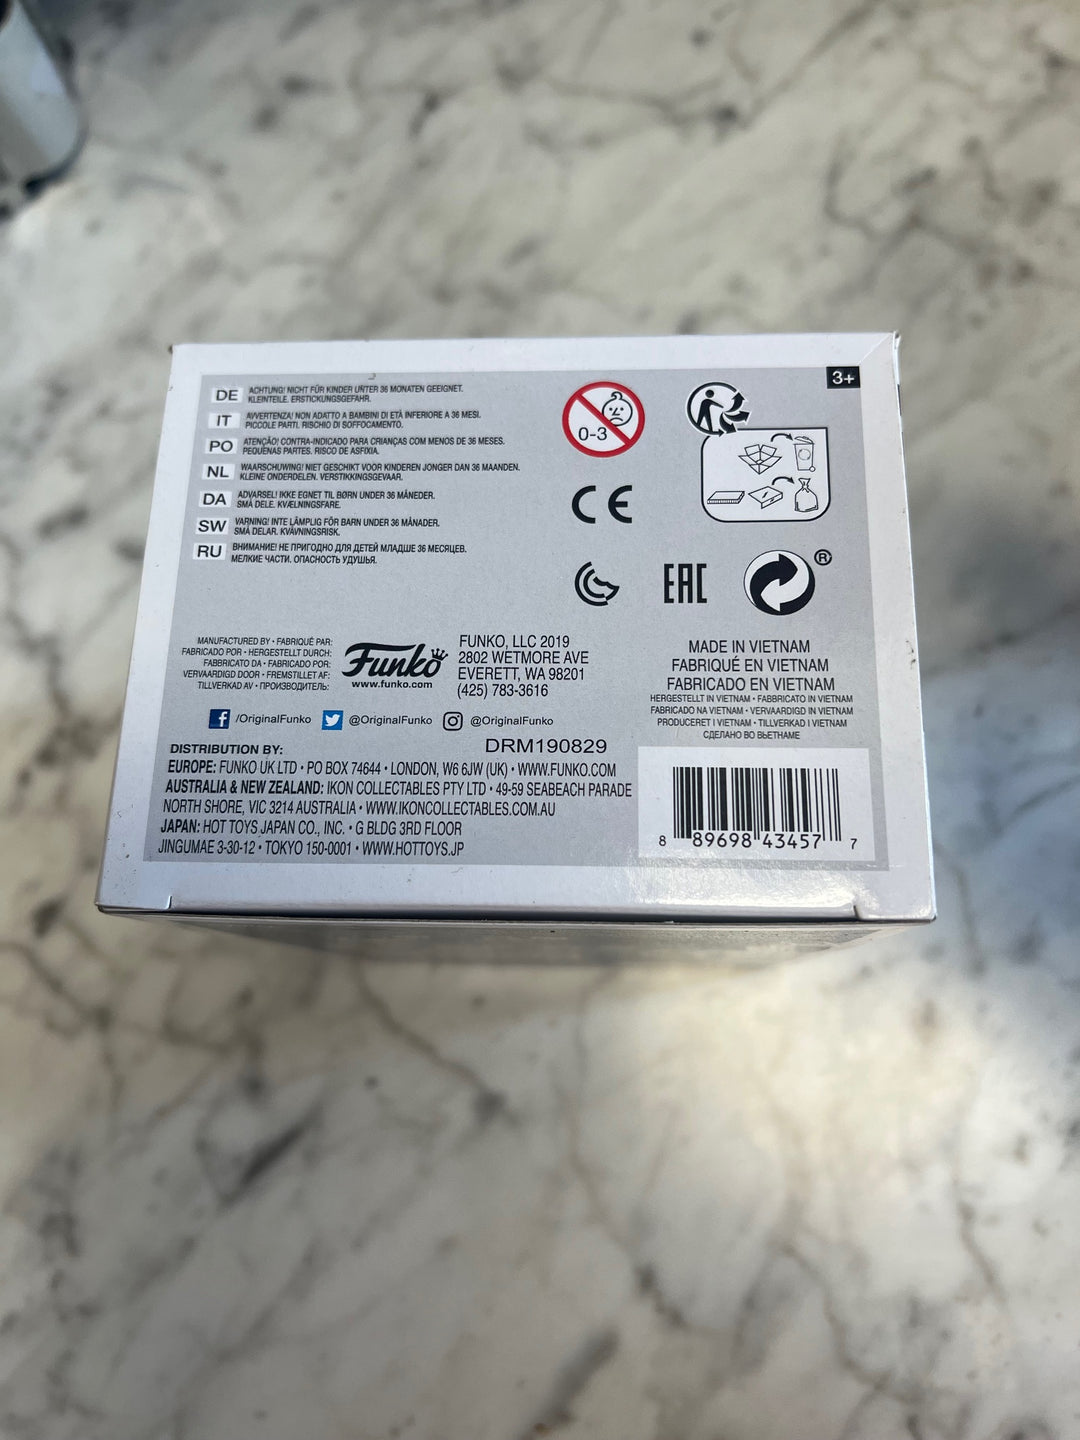 3+
DE ACHTUNG! NICHT FÜR KINDER UNTER 36 MONATEN GEEIGNET.
KLEINTEILE. ERSTICKUNGSGEFAHR.
IT AVVERTENZA! NON ADATTO A BAMBINI DI ETÀ INFERIORE A 36 MESI.
PICCOLE PARTI. RISCHIO DI SOFFOCAMENTO.
PO ATENÇÃO! CONTRA-INDICADO PARA CRIANÇAS COM MENOS DE 36 MESES.
PEQUENAS PARTES. RISCO DE ASFIXIA.
NL WAARSCHUWING! NIET GESCHIKT VOOR KINDEREN JONGER DAN 36 MAANDEN.
KLEINE ONDERDELEN. VERSTIKKINGSGEVAAR.
DA ADVARSEL! IKKE EGNET TIL BØRN UNDER 36 MÅNEDER.
SMÅ DELE. KVÆLNINGSFARE.
SW VARNING! INTE LÄMPLIG FÖR BARN UNDER 36 MÅNADER.
SMÅ DELAR. KVÄVNINGSRISK.
RU ВНИМАНИЕ! НЕ ПРИГОДНО ДЛЯ ДЕТЕЙ МЛАДШЕ 36 МЕСЯЦЕВ.
МЕЛКИЕ ЧАСТИ. ОПАСНОСТЬ УДУШЬЯ.
0-3
CE
EAC
®
MANUFACTURED BY • FABRIQUÉ PAR:
FABRICADO POR • HERGESTELLT DURCH:
FABBRICATO DA • FABRICADO POR:
VERVAARDIGD DOOR • FREMSTILLET AF:
TILLVERKAD AV • ПРОИЗВОДИТЕЛЬ:
Funko
www.funko.com
FUNKO, LLC 2019
2802 WETMORE AVE
EVERETT, WA 98201
(425) 783-3616
/OriginalFunko @OriginalFunko @OriginalFunko
DRM190829
DISTRIBUTION BY:
EUROPE: FUNKO UK LTD • PO BOX 74644 • LONDON, W6 6JW (UK) • WWW.FUNKO.COM
AUSTRALIA & NEW ZEALAND: IKON COLLECTABLES PTY LTD • 49-59 SEABEACH PARADE
NORTH SHORE, VIC 3214 AUSTRALIA • WWW.IKONCOLLECTABLES.COM.AU
JAPAN: HOT TOYS JAPAN CO., INC. • G BLDG 3RD FLOOR
JINGUMAE 3-30-12 • TOKYO 150-0001 • WWW.HOTTOYS.JP
MADE IN VIETNAM
FABRIQUÉ EN VIETNAM
FABRICADO EN VIETNAM
HERGESTELLT IN VIETNAM • FABBRICATO IN VIETNAM
FABRICADO NA VIETNAM • VERVAARDIGD IN VIETNAM
PRODUCERET I VIETNAM • TILLVERKAD I VIETNAM
СДЕЛАНО ВО ВЬЕТНАМЕ
8 89698 43457 7